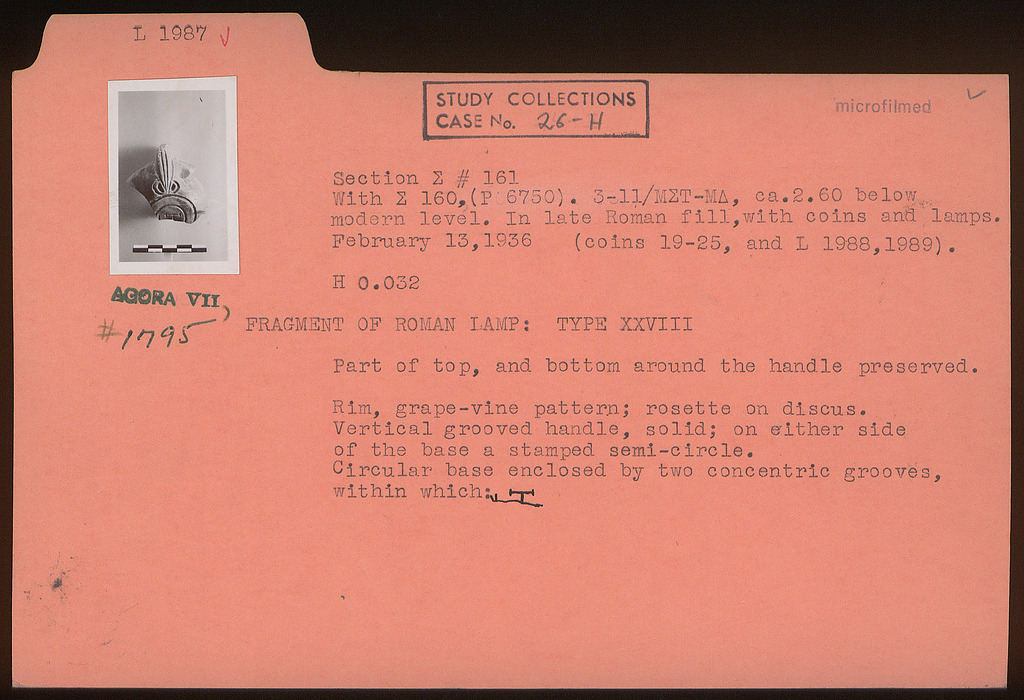 L 1987
STUDY COLLECTIONS
CASE No. 26-H
microfilmed
Section Σ # 161
With Σ 160,(P 6750). 3-11/ΜΣΤ-ΜΔ, ca.2.60 below
modern level. In late Roman fill,with coins and lamps.
February 13,1936 (coins 19-25, and L 1988,1989).
H 0.032
AGORA VII,
#1795
FRAGMENT OF ROMAN LAMP: TYPE XXVIII
Part of top, and bottom around the handle preserved.
Rim, grape-vine pattern; rosette on discus.
Vertical grooved handle, solid; on either side
of the base a stamped semi-circle.
Circular base enclosed by two concentric grooves,
within which: